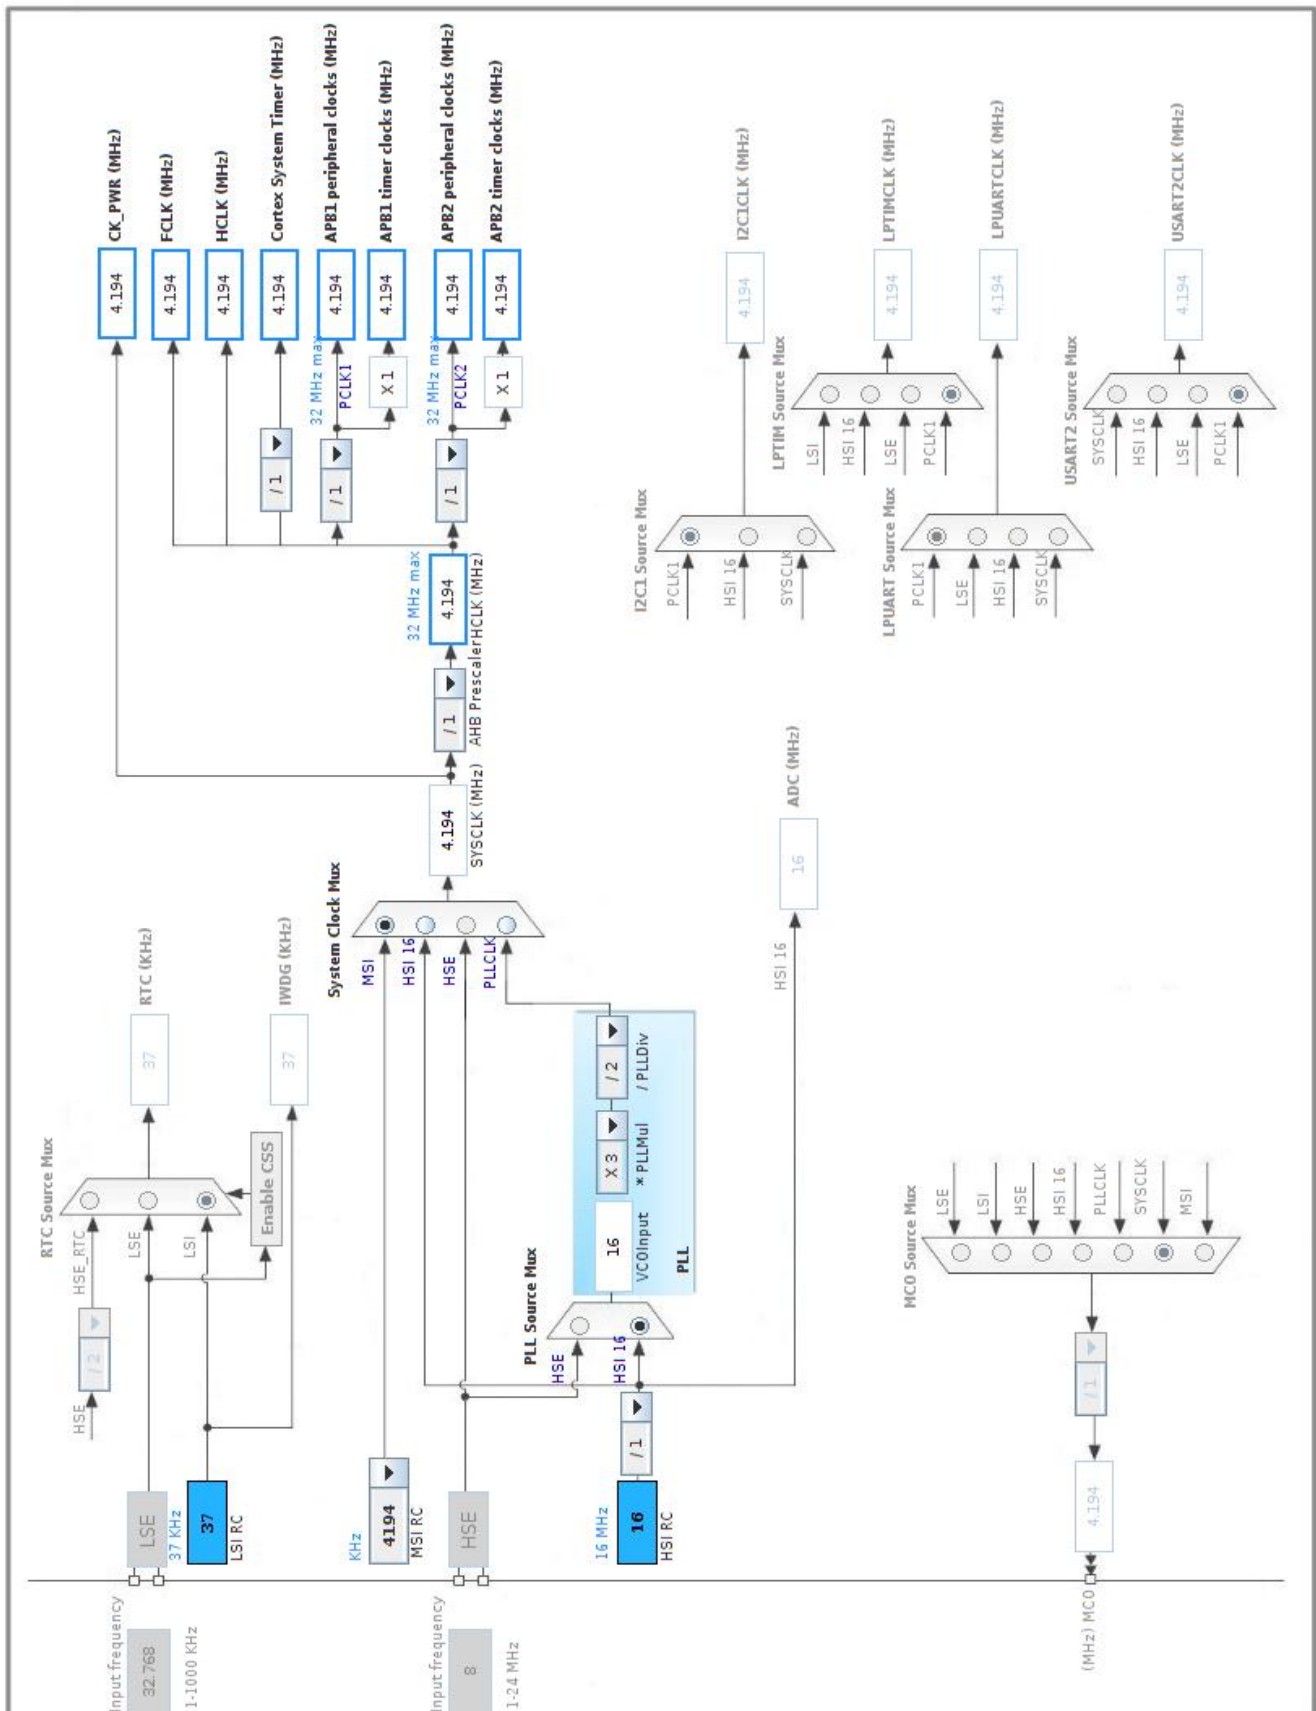 Input frequency
32.768
1-1000 KHz
LSE
37 KHz
37
LSI RC
HSE
/ 2
HSE_RTC
LSE
LSI
RTC Source Mux
Enable CSS
37
RTC (KHz)
37
IWDG (KHz)
Input frequency
8
1-24 MHz
KHz
4194
MSI RC
HSE
16 MHz
16
HSI RC
/ 1
PLL Source Mux
HSE
HSI 16
16
VCOInput
X 3
* PLLMul
/ 2
/ PLLDiv
PLL
System Clock Mux
MSI
HSI 16
HSE
PLLCLK
4.194
SYSCLK (MHz)
/ 1
AHB Prescaler
32 MHz max
4.194
HCLK (MHz)
/ 1
/ 1
/ 1
32 MHz max
PCLK1
X 1
32 MHz max
PCLK2
X 1
4.194
CK_PWR (MHz)
4.194
FCLK (MHz)
4.194
HCLK (MHz)
4.194
Cortex System Timer (MHz)
4.194
APB1 peripheral clocks (MHz)
4.194
APB1 timer clocks (MHz)
4.194
APB2 peripheral clocks (MHz)
4.194
APB2 timer clocks (MHz)
HSI 16
16
ADC (MHz)
I2C1 Source Mux
PCLK1
HSI 16
SYSCLK
4.194
I2C1CLK (MHz)
LPTIM Source Mux
LSI
HSI 16
LSE
PCLK1
4.194
LPTIMCLK (MHz)
LPUART Source Mux
PCLK1
LSE
HSI 16
SYSCLK
4.194
LPUARTCLK (MHz)
USART2 Source Mux
SYSCLK
HSI 16
LSE
PCLK1
4.194
USART2CLK (MHz)
MCO Source Mux
LSE
LSI
HSE
HSI 16
PLLCLK
SYSCLK
MSI
/ 1
4.194
(MHz) MCO